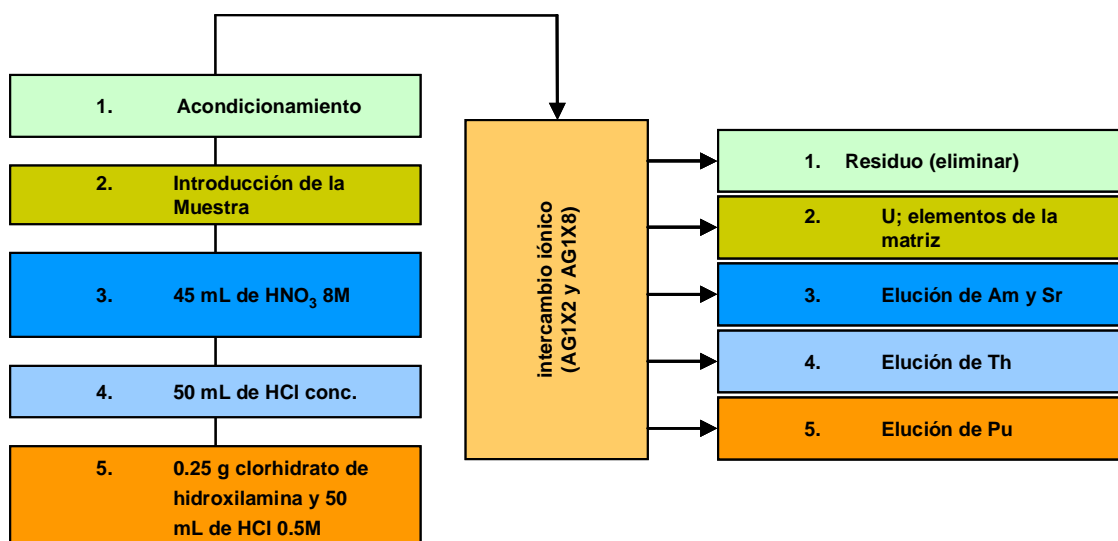 1. Acondicionamiento
2. Introducción de la
Muestra
3. 45 mL de HNO3 8M
4. 50 mL de HCl conc.
5. 0.25 g clorhidrato de
hidroxilamina y 50
mL de HCl 0.5M
intercambio iónico
(AG1X2 y AG1X8)
1. Residuo (eliminar)
2. U; elementos de la
matriz
3. Elución de Am y Sr
4. Elución de Th
5. Elución de Pu